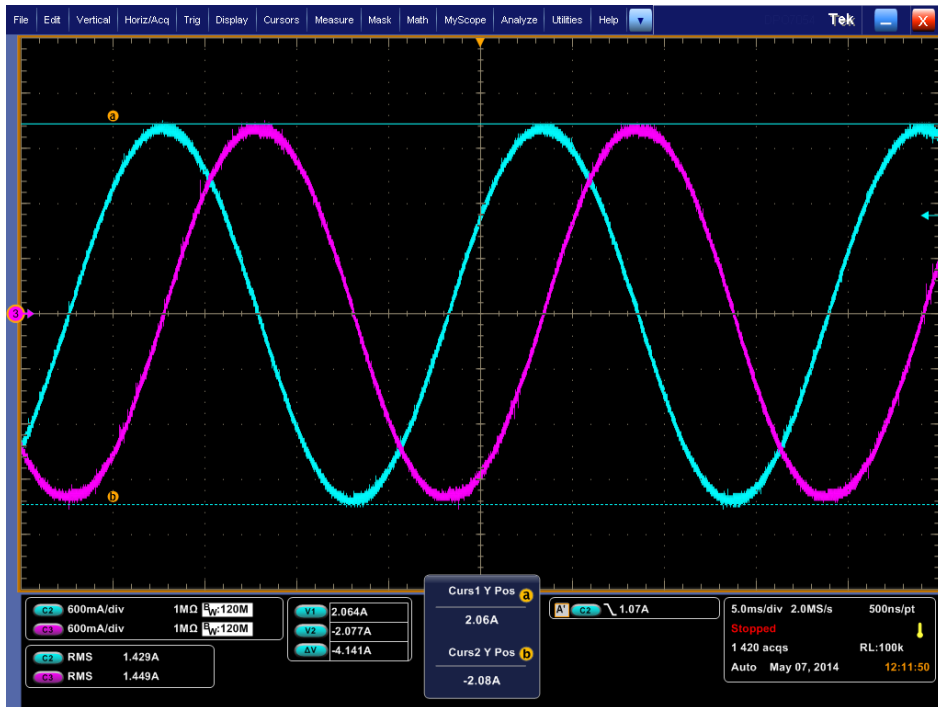 File Edit Vertical Horiz/Acq Trig Display Cursors Measure Mask Math MyScope Analyze Utilities Help Tek X
a
3
b
C2 600mA/div 1MΩ BW:120M
C3 600mA/div 1MΩ BW:120M
C2 RMS 1.429A
C3 RMS 1.449A
V1 2.064A
V2 -2.077A
ΔV -4.141A
Curs1 Y Pos a
2.06A
Curs2 Y Pos b
-2.08A
A' C2 1.07A
5.0ms/div 2.0MS/s 500ns/pt
Stopped
1 420 acqs RL:100k
Auto May 07, 2014 12:11:50